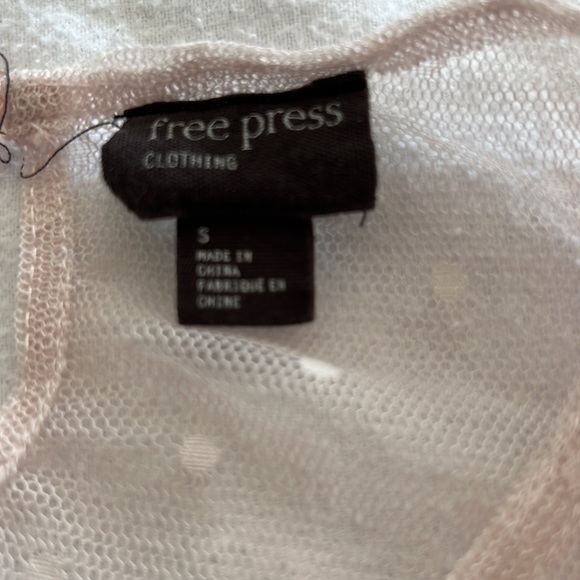 free press
CLOTHING
S
MADE IN
CHINA
FABRIQUÉ EN
CHINE